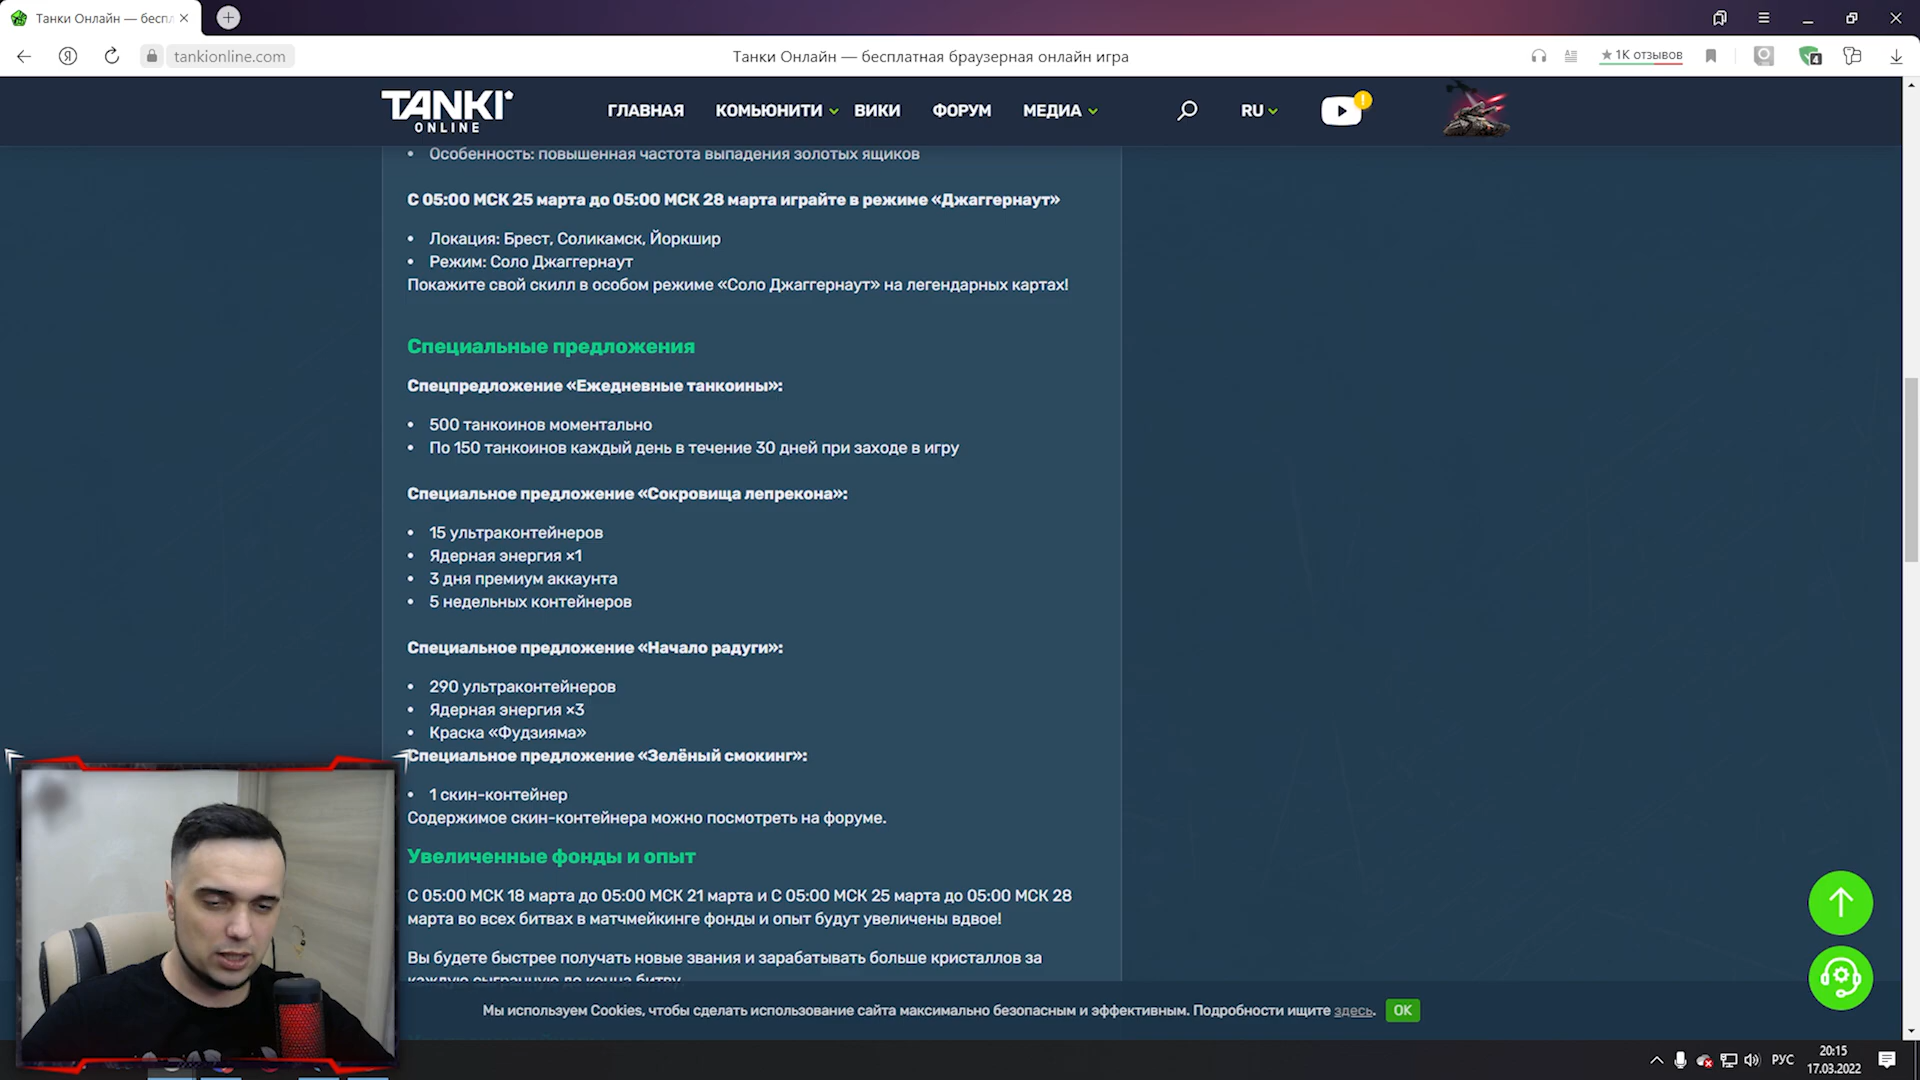 Танки Онлайн — бесп
tankionline.com
Танки Онлайн — бесплатная браузерная онлайн игра
1K отзывов
4
TANKI
ONLINE
ГЛАВНАЯ
КОМЬЮНИТИ
ВИКИ
ФОРУМ
МЕДИА
RU
Особенность: повышенная частота выпадения золотых ящиков
С 05:00 МСК 25 марта до 05:00 МСК 28 марта играйте в режиме «Джаггернаут»
• Локация: Брест, Соликамск, Йоркшир
• Режим: Соло Джаггернаут
Покажите свой скилл в особом режиме «Соло Джаггернаут» на легендарных картах!
Специальные предложения
Спецпредложение «Ежедневные танкоины»:
• 500 танкоинов моментально
• По 150 танкоинов каждый день в течение 30 дней при заходе в игру
Специальное предложение «Сокровища лепрекона»:
• 15 ультраконтейнеров
• Ядерная энергия ×1
• 3 дня премиум аккаунта
• 5 недельных контейнеров
Специальное предложение «Начало радуги»:
• 290 ультраконтейнеров
• Ядерная энергия ×3
• Краска «Фудзияма»
Специальное предложение «Зелёный смокинг»:
• 1 скин-контейнер
Содержимое скин-контейнера можно посмотреть на форуме.
Увеличенные фонды и опыт
С 05:00 МСК 18 марта до 05:00 МСК 21 марта и С 05:00 МСК 25 марта до 05:00 МСК 28
марта во всех битвах в матчмейкинге фонды и опыт будут увеличены вдвое!
Вы будете быстрее получать новые звания и зарабатывать больше кристаллов за
каждую сыгранную до конца битву
Мы используем Cookies, чтобы сделать использование сайта максимально безопасным и эффективным. Подробности ищите здесь.
OK
РУС
20:15
17.03.2022